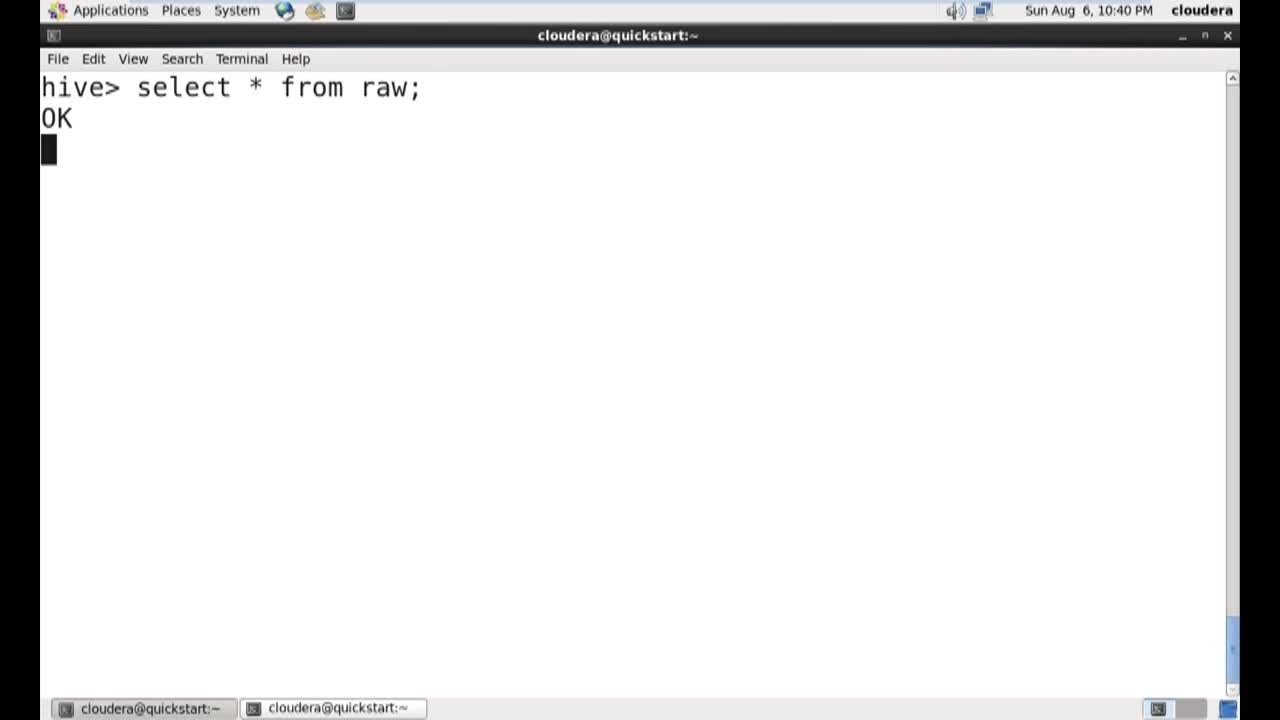 Applications Places System Sun Aug 6, 10:40 PM cloudera
cloudera@quickstart:~
File Edit View Search Terminal Help
hive> select * from raw;
OK
cloudera@quickstart:~ cloudera@quickstart:~